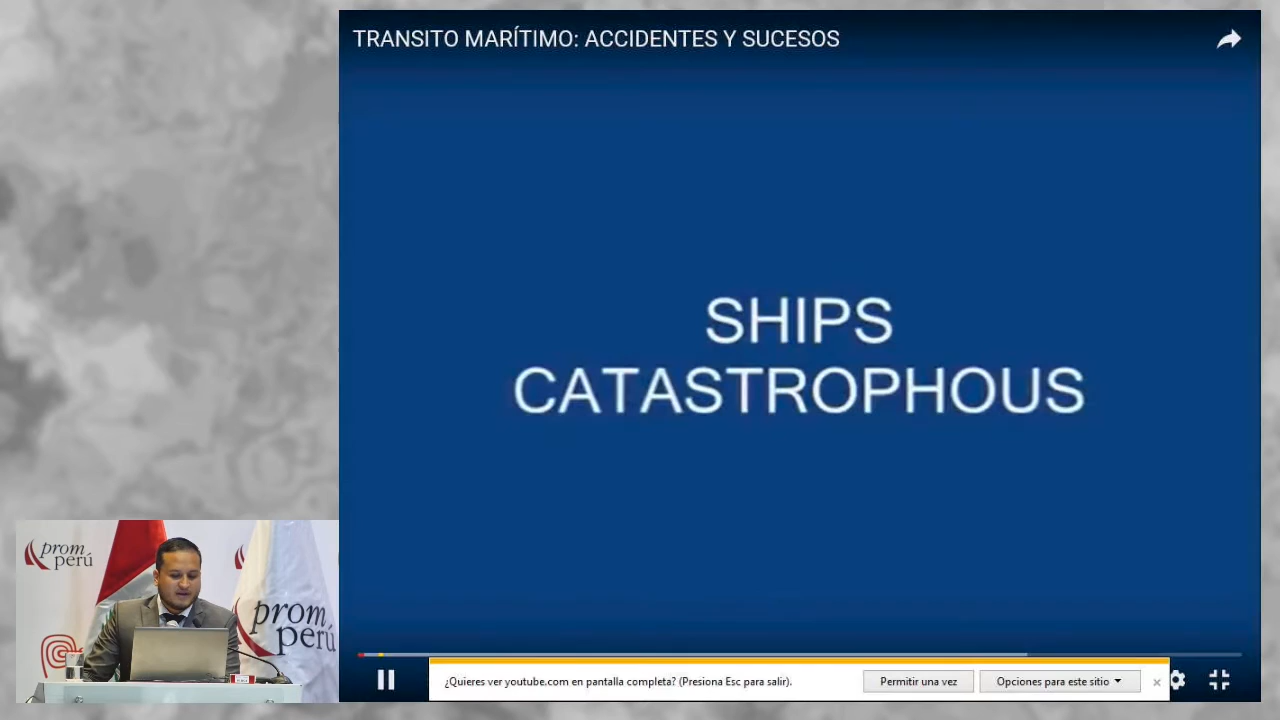 TRANSITO MARÍTIMO: ACCIDENTES Y SUCESOS
SHIPS
CATASTROPHOUS
¿Quieres ver youtube.com en pantalla completa? (Presiona Esc para salir).
Permitir una vez
Opciones para este sitio
prom
perú
prom
perú